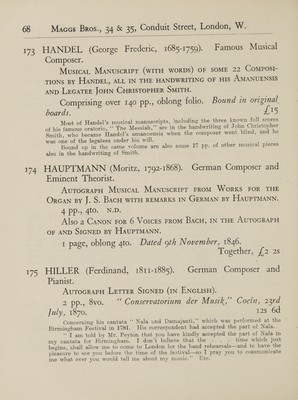 68 MAGGS BROS., 34 & 35, Conduit Street, London, W.
173 HANDEL (George Frederic, 1685-1759). Famous Musical
Composer.
MUSICAL MANUSCRIPT (WITH WORDS) OF SOME 22 COMPOSI-
TIONS BY HANDEL, ALL IN THE HANDWRITING OF HIS AMANUENSIS
AND LEGATEE JOHN CHRISTOPHER SMITH.
Comprising over 140 pp., oblong folio. Bound in original
boards. £15
Most of Handel's musical manuscripts, including the three known full scores
of his famous oratorio, "The Messiah," are in the handwriting of John Christopher
Smith, who became Handel's amanuensis when the composer went blind, and he
was one of the legatees under his will.
Bound up in the same volume are also some 17 pp. of other musical pieces
also in the handwriting of Smith.
174 HAUPTMANN (Moritz, 1792-1868). German Composer and
Eminent Theorist.
AUTOGRAPH MUSICAL MANUSCRIPT FROM WORKS FOR THE
ORGAN BY J. S. BACH WITH REMARKS IN GERMAN BY HAUPTMANN.
4 pp., 4to. N.D.
Also a CANON FOR 6 VOICES FROM BACH, IN THE AUTOGRAPH
OF AND SIGNED BY HAUPTMANN.
1 page, oblong 4to. Dated 9th November, 1846.
Together, £2 2s
175 HILLER (Ferdinand, 1811-1885). German Composer and
Pianist.
AUTOGRAPH LETTER SIGNED (IN ENGLISH).
2 pp., 8vo. "Conservatorium der Musik," Coeln, 23rd
July, 1870. 12s 6d
Concerning his cantata "Nala und Damajanti," which was performed at the
Birmingham Festival in 1781. His correspondent had accepted the part of Nala.
"I am told by Mr. Peyton that you have kindly accepted the part of Nala in
my cantata for Birmingham. I don't believe that the . . . time which just
begins, shall allow me to come to London for the band rehearsals—and to have the
pleasure to see you before the time of the festival—so I pray you to communicate
me what ever you would tell me about my music." Etc.